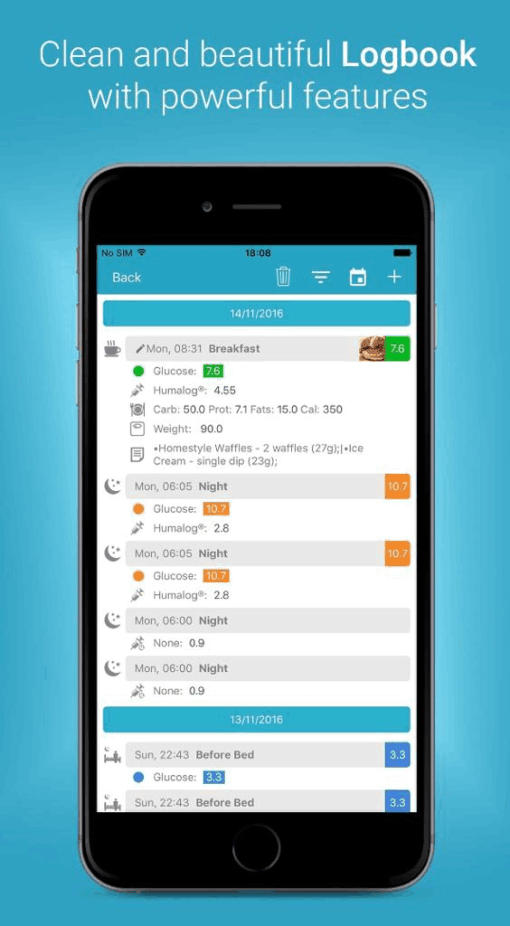 Clean and beautiful Logbook
with powerful features
No SIM 18:08
Back
14/11/2016
Mon, 08:31 Breakfast 7.6
Glucose: 7.6
Humalog®: 4.55
Carb: 50.0 Prot: 7.1 Fats: 15.0 Cal: 350
Weight: 90.0
•Homestyle Waffles - 2 waffles (27g);|•Ice
Cream - single dip (23g);
Mon, 06:05 Night 10.7
Glucose: 10.7
Humalog®: 2.8
Mon, 06:05 Night 10.7
Glucose: 10.7
Humalog®: 2.8
Mon, 06:00 Night
None: 0.9
Mon, 06:00 Night
None: 0.9
13/11/2016
Sun, 22:43 Before Bed 3.3
Glucose: 3.3
Sun, 22:43 Before Bed 3.3